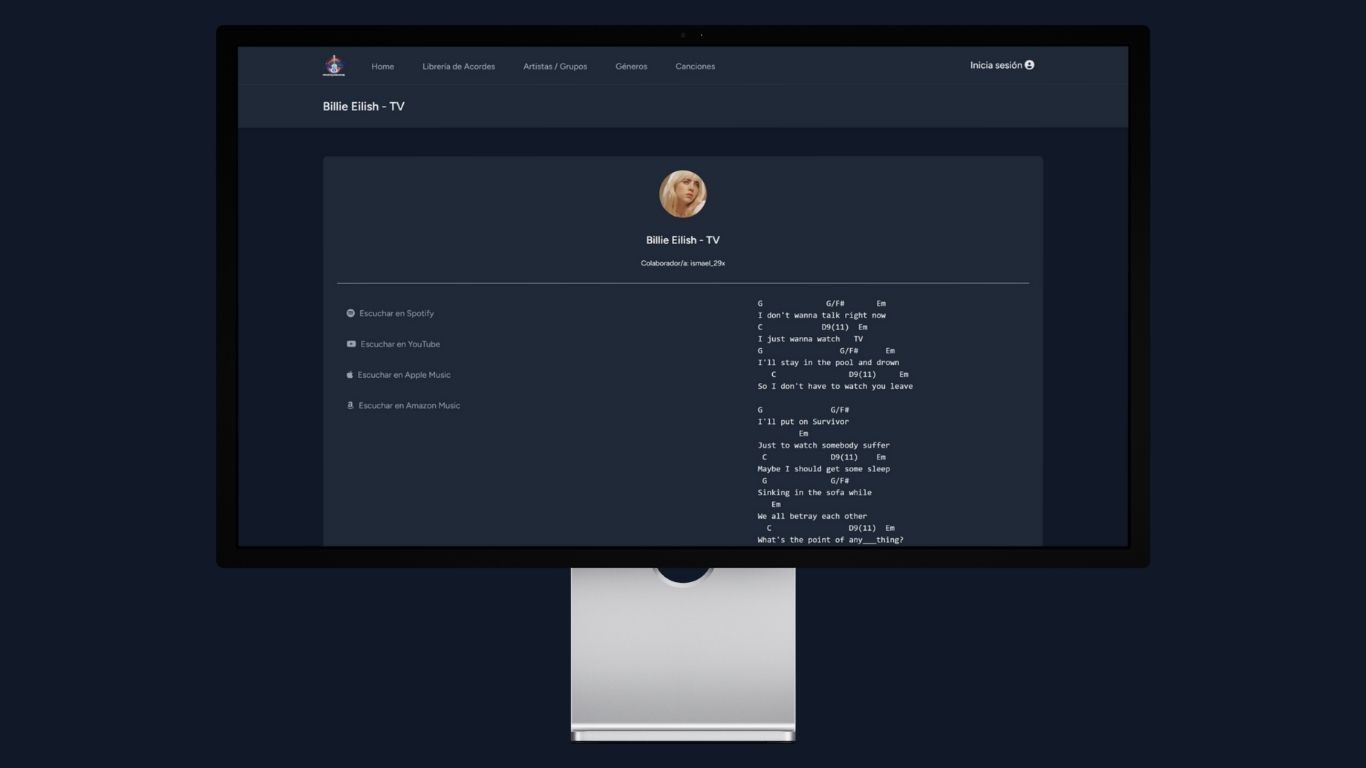 Home Librería de Acordes Artistas / Grupos Géneros Canciones Inicia sesión
Billie Eilish - TV
Billie Eilish - TV
Colaborador/a: ismael_29x
Escuchar en Spotify
Escuchar en YouTube
Escuchar en Apple Music
Escuchar en Amazon Music
G G/F# Em
I don't wanna talk right now
C D9(11) Em
I just wanna watch TV
G G/F# Em
I'll stay in the pool and drown
C D9(11) Em
So I don't have to watch you leave
G G/F#
I'll put on Survivor
Em
Just to watch somebody suffer
C D9(11) Em
Maybe I should get some sleep
G G/F#
Sinking in the sofa while
Em
We all betray each other
C D9(11) Em
What's the point of any___thing?